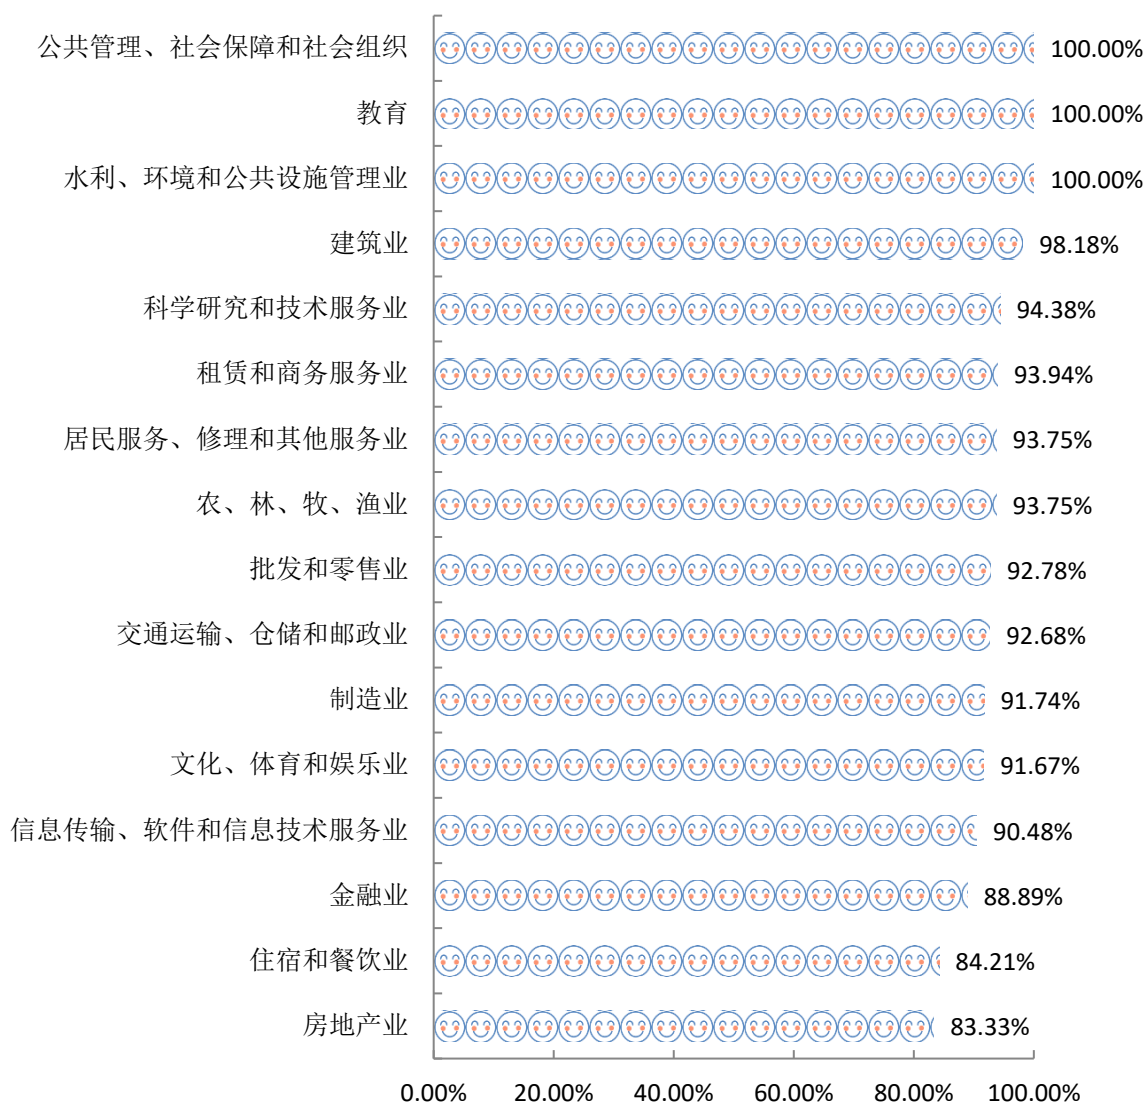 公共管理、社会保障和社会组织 100.00%
教育 100.00%
水利、环境和公共设施管理业 100.00%
建筑业 98.18%
科学研究和技术服务业 94.38%
租赁和商务服务业 93.94%
居民服务、修理和其他服务业 93.75%
农、林、牧、渔业 93.75%
批发和零售业 92.78%
交通运输、仓储和邮政业 92.68%
制造业 91.74%
文化、体育和娱乐业 91.67%
信息传输、软件和信息技术服务业 90.48%
金融业 88.89%
住宿和餐饮业 84.21%
房地产业 83.33%
0.00% 20.00% 40.00% 60.00% 80.00% 100.00%